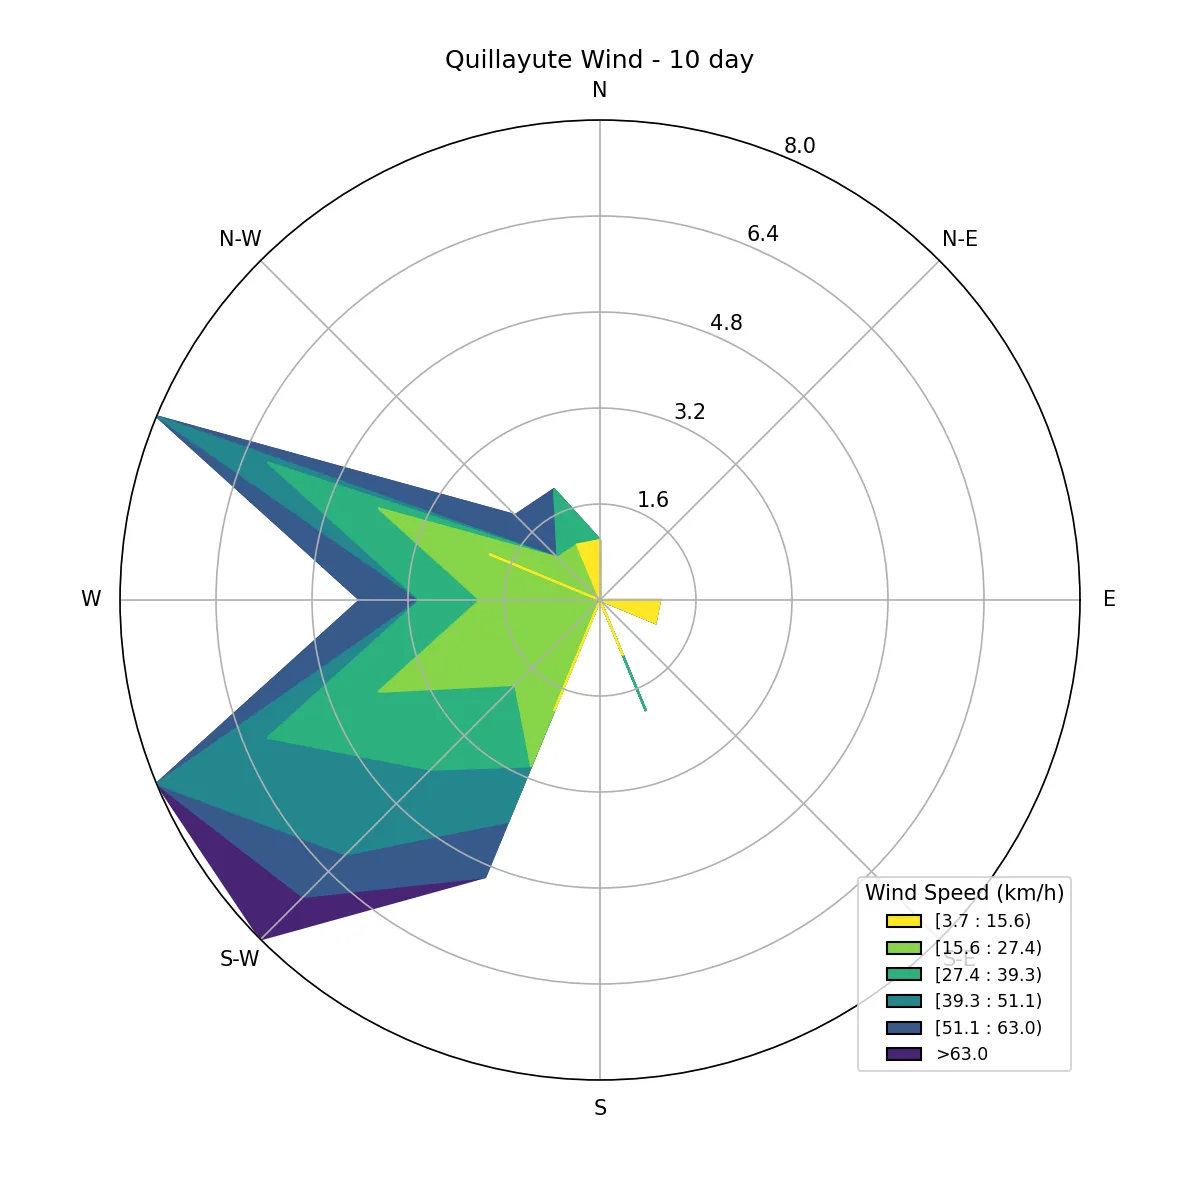 Quillayute Wind - 10 day
N
8.0
N-W
6.4
N-E
4.8
3.2
1.6
W
E
S-W
S-E
Wind Speed (km/h)
[3.7 : 15.6)
[15.6 : 27.4)
[27.4 : 39.3)
[39.3 : 51.1)
[51.1 : 63.0)
>63.0
S